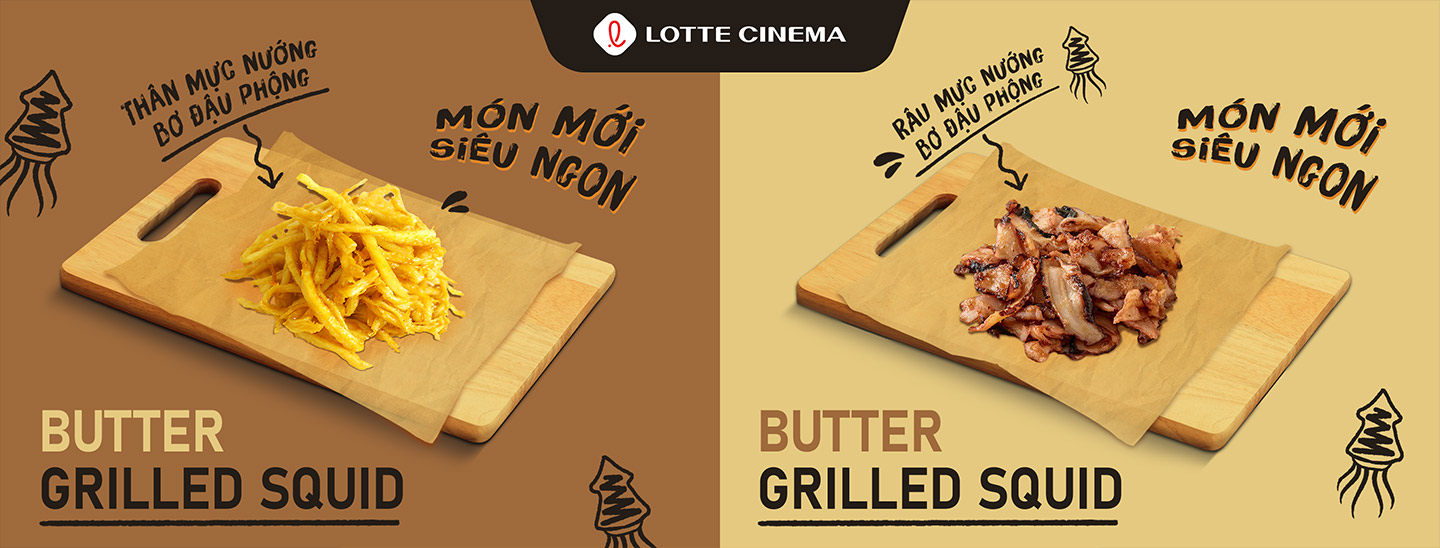 LOTTE CINEMA
THÂN MỰC NƯỚNG
BƠ ĐẬU PHỘNG
MÓN MỚI
SIÊU NGON
BUTTER
GRILLED SQUID
RÂU MỰC NƯỚNG
BƠ ĐẬU PHỘNG
MÓN MỚI
SIÊU NGON
BUTTER
GRILLED SQUID